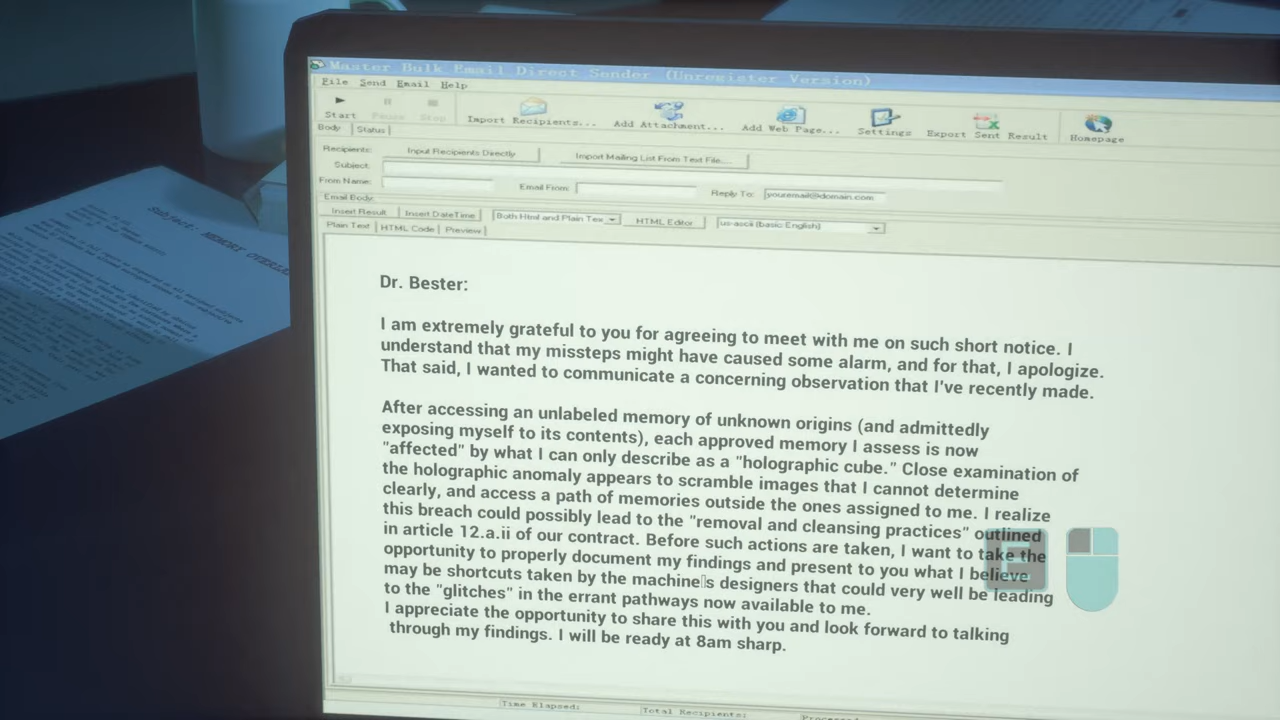 Master Bulk Email Direct Sender (Unregister Version)
File Send Email Help
Start Pause Stop Import Recipients... Add Attachment... Add Web Page... Settings Export Sent Result Homepage
Body Status
Recipients: Input Recipients Directly Import Mailing List From Text File....
Subject:
From Name: Email From: Reply To: youremail@domain.com
Email Body:
Insert Result Insert DateTime Both Html and Plain Tex HTML Editor us-ascii (basic English)
Plain Text HTML Code Preview
Subject: MEMORY
Dr. Bester:
I am extremely grateful to you for agreeing to meet with me on such short notice. I
understand that my missteps might have caused some alarm, and for that, I apologize.
That said, I wanted to communicate a concerning observation that I've recently made.
After accessing an unlabeled memory of unknown origins (and admittedly
exposing myself to its contents), each approved memory I assess is now
"affected" by what I can only describe as a "holographic cube." Close examination of
the holographic anomaly appears to scramble images that I cannot determine
clearly, and access a path of memories outside the ones assigned to me. I realize
this breach could possibly lead to the "removal and cleansing practices" outlined
in article 12.a.ii of our contract. Before such actions are taken, I want to take the
opportunity to properly document my findings and present to you what I believe
may be shortcuts taken by the machine▯s designers that could very well be leading
to the "glitches" in the errant pathways now available to me.
I appreciate the opportunity to share this with you and look forward to talking
through my findings. I will be ready at 8am sharp.
E
Time Elapsed: Total Recipients: